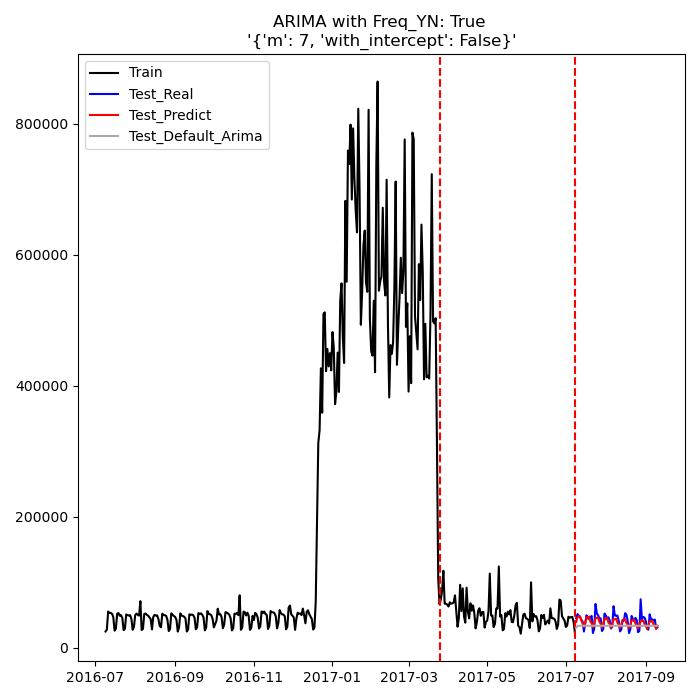 ARIMA with Freq_YN: True
'{'m': 7, 'with_intercept': False}'
Train
Test_Real
Test_Predict
Test_Default_Arima
800000
600000
400000
200000
0
2016-07 2016-09 2016-11 2017-01 2017-03 2017-05 2017-07 2017-09